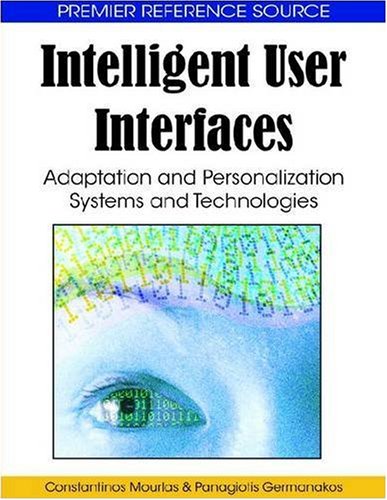 PREMIER REFERENCE SOURCE
Intelligent User
Interfaces
Adaptation and Personalization
Systems and Technologies
Constantinos Mourlas & Panagiotis Germanakos